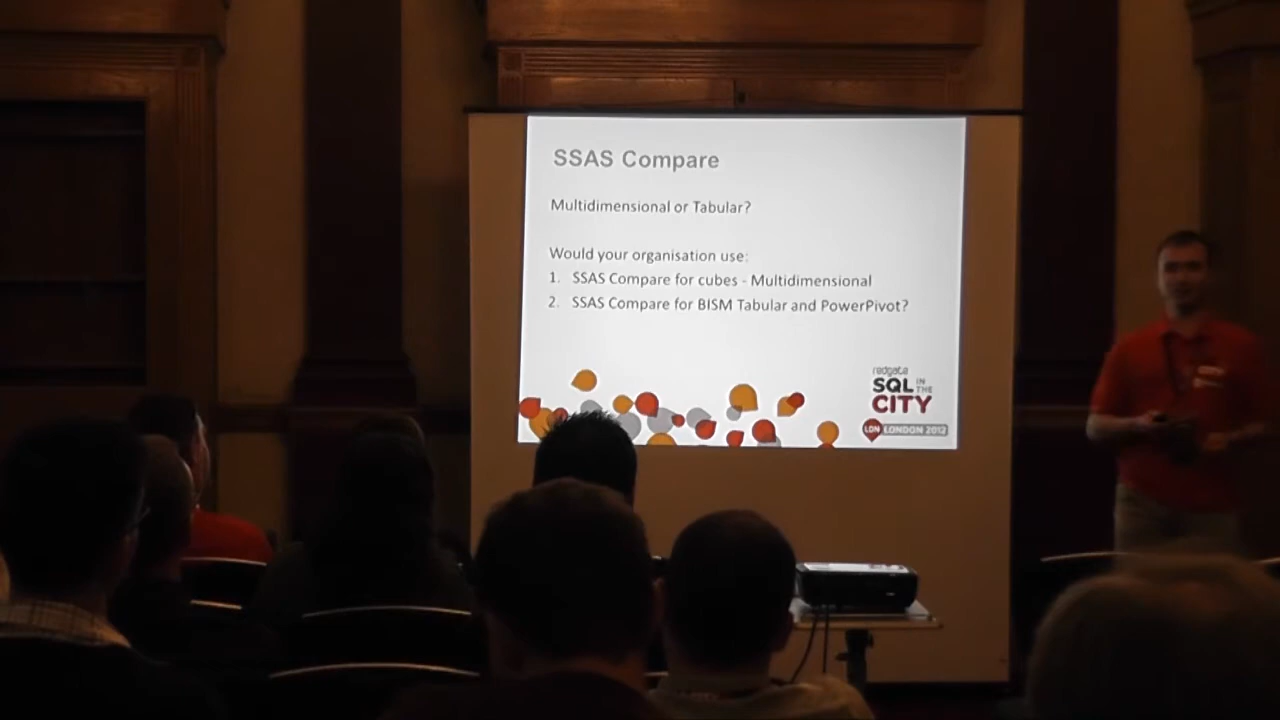 SSAS Compare
Multidimensional or Tabular?
Would your organisation use:
1. SSAS Compare for cubes - Multidimensional
2. SSAS Compare for BISM Tabular and PowerPivot?
redgate
SQL IN THE
CITY
LDN LONDON 2012